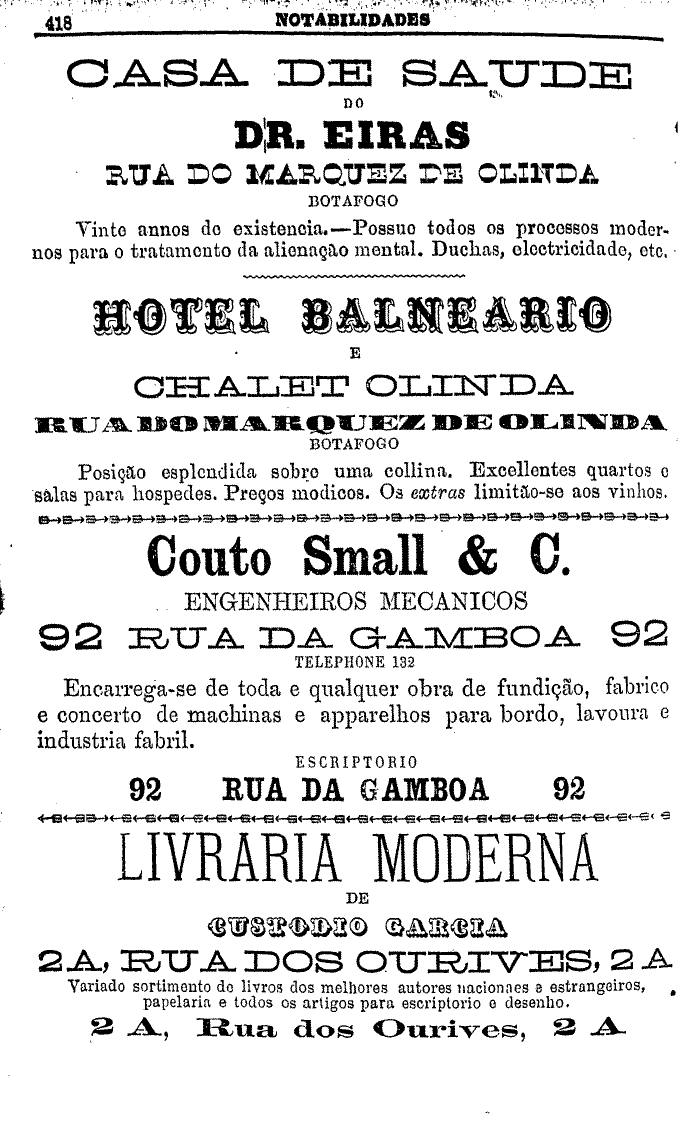 418
NOTABILIDADES
CASA DE SAUDE
DO
DR. EIRAS
RUA DO MARQUEZ DE OLINDA
BOTAFOGO
Vinte annos de existencia.—Possue todos os processos moder-
nos para o tratamento da alienação mental. Duchas, electricidade, etc.
HOTEL BALNEARIO
E
CHALET OLINDA
RUA DO MARQUEZ DE OLINDA
BOTAFOGO
Posição esplendida sobre uma collina. Excellentes quartos e
salas para hospedes. Preços modicos. Os extras limitão-se aos vinhos.
Couto Small & C.
ENGENHEIROS MECANICOS
92 RUA DA GAMBOA 92
TELEPHONE 132
Encarrega-se de toda e qualquer obra de fundição, fabrico
e concerto de machinas e apparelhos para bordo, lavoura e
industria fabril.
ESCRIPTORIO
92 RUA DA GAMBOA 92
LIVRARIA MODERNA
DE
CUSTODIO GARCIA
2 A, RUA DOS OURIVES, 2 A
Variado sortimento de livros dos melhores autores nacionaes e estrangeiros,
papelaria e todos os artigos para escriptorio e desenho.
2 A, Rua dos Ourives, 2 A